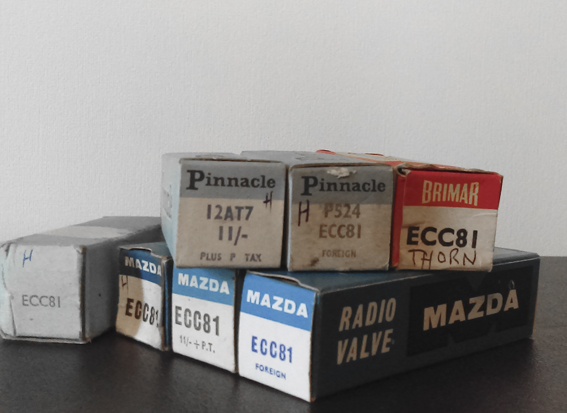 Pinnacle
H
12AT7
11/-
PLUS P TAX
Pinnacle
H P524
ECC81
FOREIGN
BRIMAR
ECC81
THORN
H
ECC81
MAZDA
H
ECC81
MAZDA
ECC81
11/- + P.T.
MAZDA
ECC81
FOREIGN
RADIO
VALVE
MAZDA